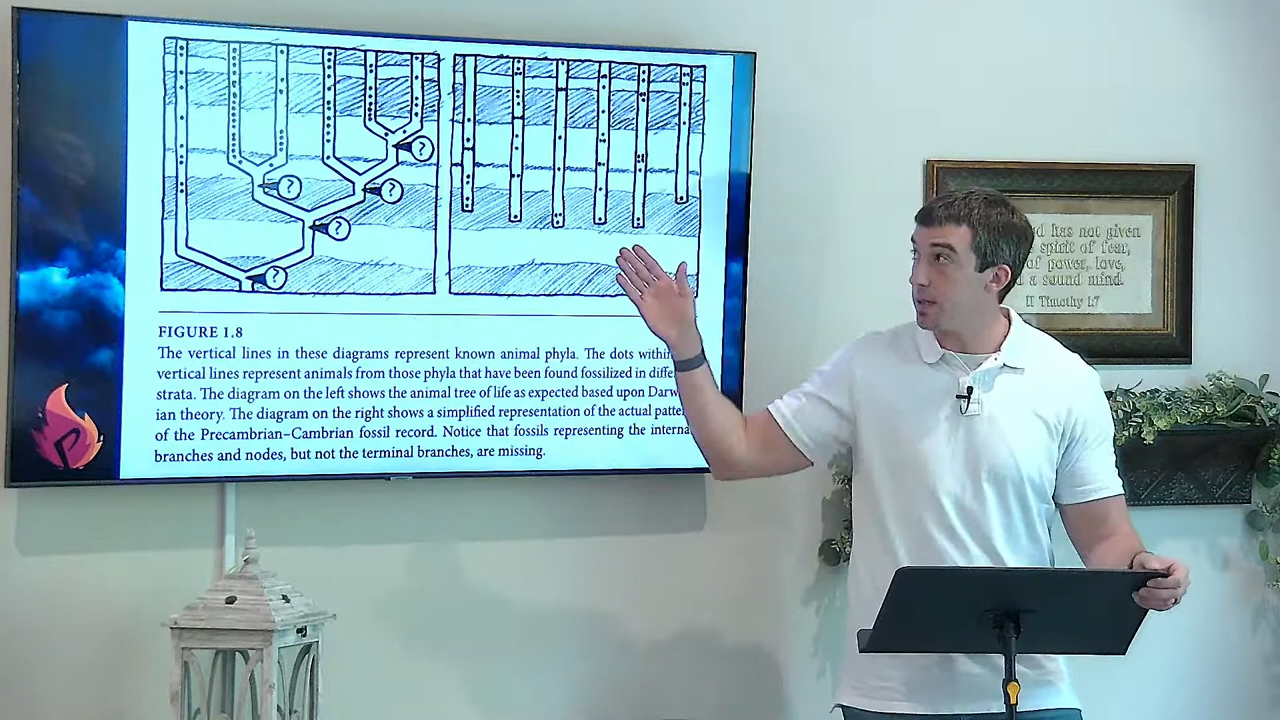 ?
?
?
?
?
FIGURE 1.8
The vertical lines in these diagrams represent known animal phyla. The dots within
vertical lines represent animals from those phyla that have been found fossilized in
strata. The diagram on the left shows the animal tree of life as expected based upon
ian theory. The diagram on the right shows a simplified representation of the actual
of the Precambrian–Cambrian fossil record. Notice that fossils representing the
branches and nodes, but not the terminal branches, are missing.
P
has not given
spirit of fear,
of power, love,
a sound mind.
II Timothy 1:7